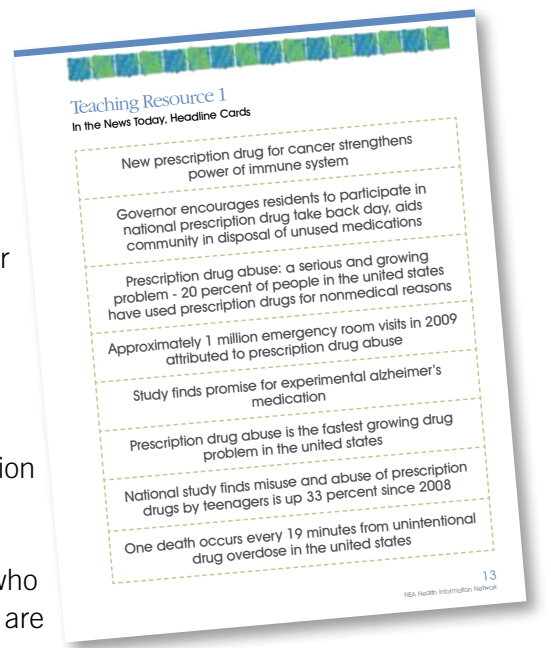 Teaching Resource 1
In the News Today, Headline Cards
New prescription drug for cancer strengthens
power of immune system
Governor encourages residents to participate in
national prescription drug take back day, aids
community in disposal of unused medications
Prescription drug abuse: a serious and growing
problem - 20 percent of people in the united states
have used prescription drugs for nonmedical reasons
Approximately 1 million emergency room visits in 2009
attributed to prescription drug abuse
Study finds promise for experimental alzheimer's
medication
Prescription drug abuse is the fastest growing drug
problem in the united states
National study finds misuse and abuse of prescription
drugs by teenagers is up 33 percent since 2008
One death occurs every 19 minutes from unintentional
drug overdose in the united states
13
NEA Health Information Network
are